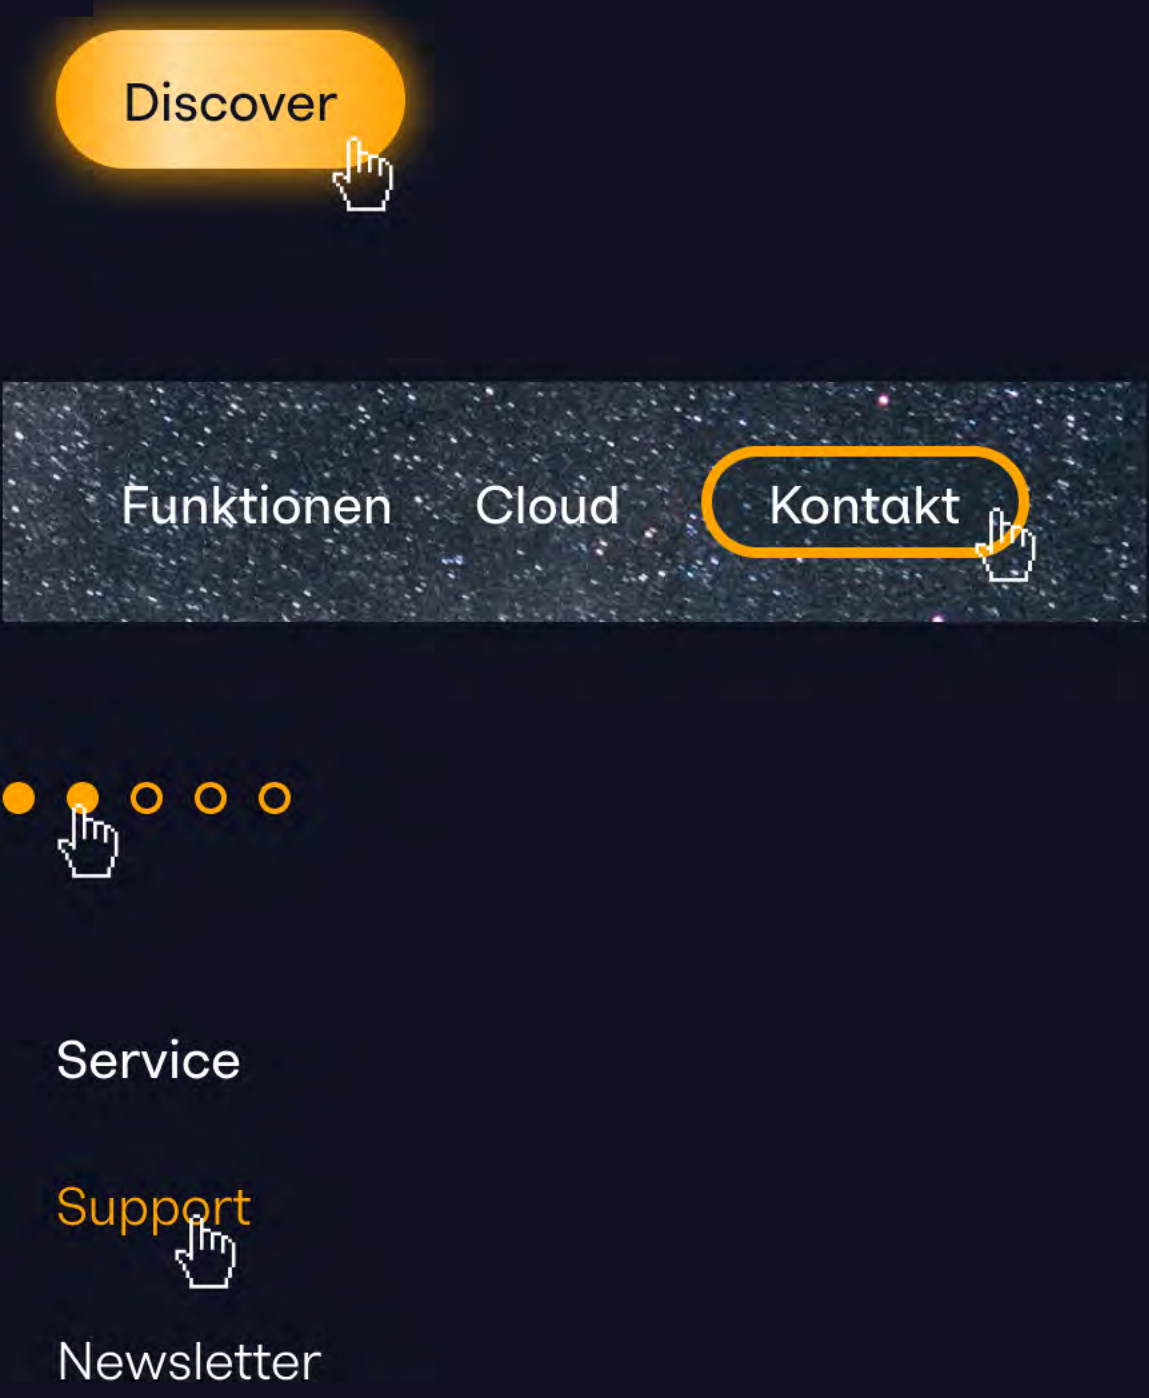 Discover
Funktionen Cloud Kontakt
Service
Support
Newsletter